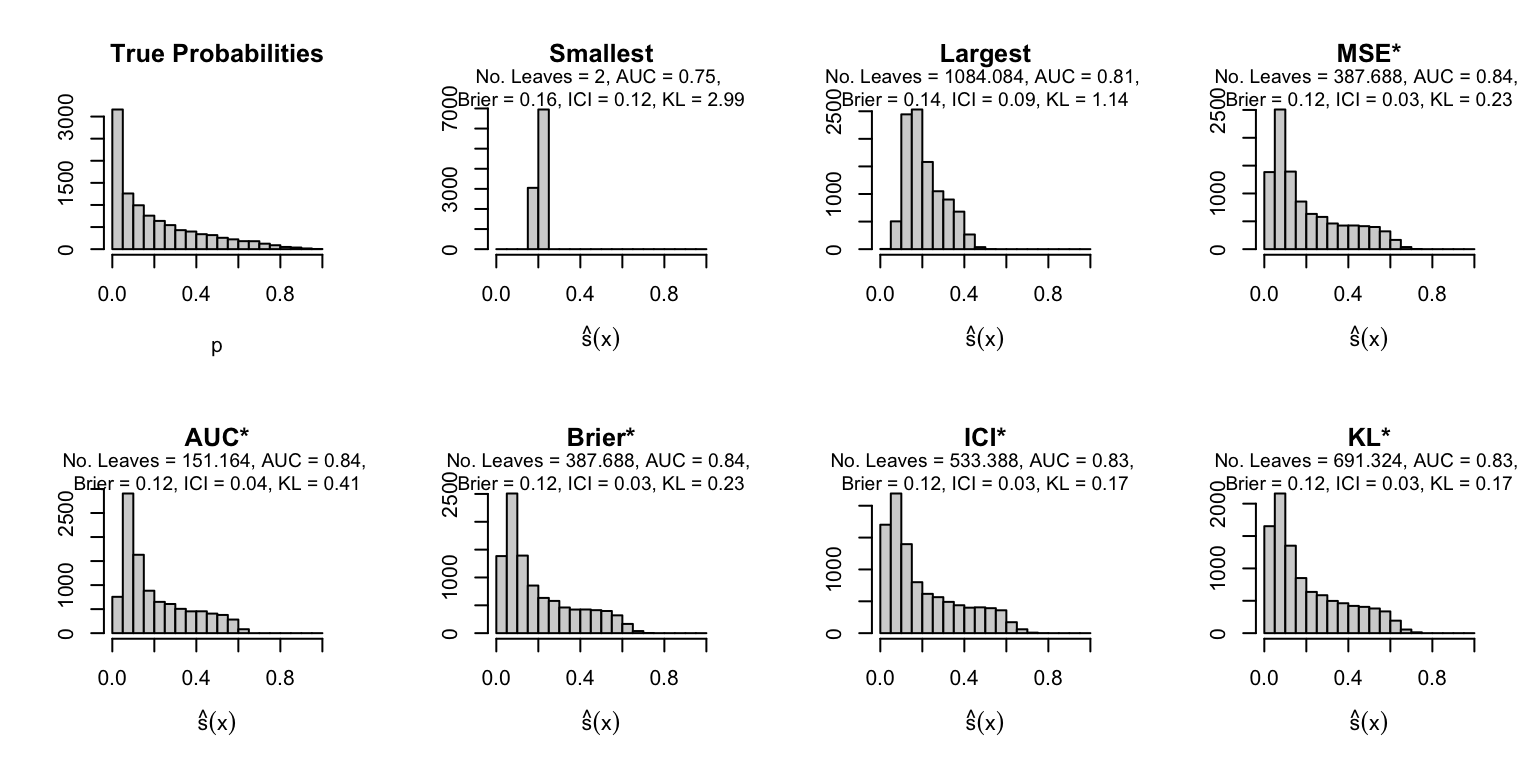 True Probabilities
3000
1500
0
0.0 0.4 0.8
p
Smallest
No. Leaves = 2, AUC = 0.75,
Brier = 0.16, ICI = 0.12, KL = 2.99
7000
3000
0
0.0 0.4 0.8
ŝ(x)
Largest
No. Leaves = 1084.084, AUC = 0.81,
Brier = 0.14, ICI = 0.09, KL = 1.14
2500
1000
0
0.0 0.4 0.8
ŝ(x)
MSE*
No. Leaves = 387.688, AUC = 0.84,
Brier = 0.12, ICI = 0.03, KL = 0.23
2500
1000
0
0.0 0.4 0.8
ŝ(x)
AUC*
No. Leaves = 151.164, AUC = 0.84,
Brier = 0.12, ICI = 0.04, KL = 0.41
2500
1000
0
0.0 0.4 0.8
ŝ(x)
Brier*
No. Leaves = 387.688, AUC = 0.84,
Brier = 0.12, ICI = 0.03, KL = 0.23
2500
1000
0
0.0 0.4 0.8
ŝ(x)
ICI*
No. Leaves = 533.388, AUC = 0.83,
Brier = 0.12, ICI = 0.03, KL = 0.17
1000
0
0.0 0.4 0.8
ŝ(x)
KL*
No. Leaves = 691.324, AUC = 0.83,
Brier = 0.12, ICI = 0.03, KL = 0.17
2000
1000
0
0.0 0.4 0.8
ŝ(x)